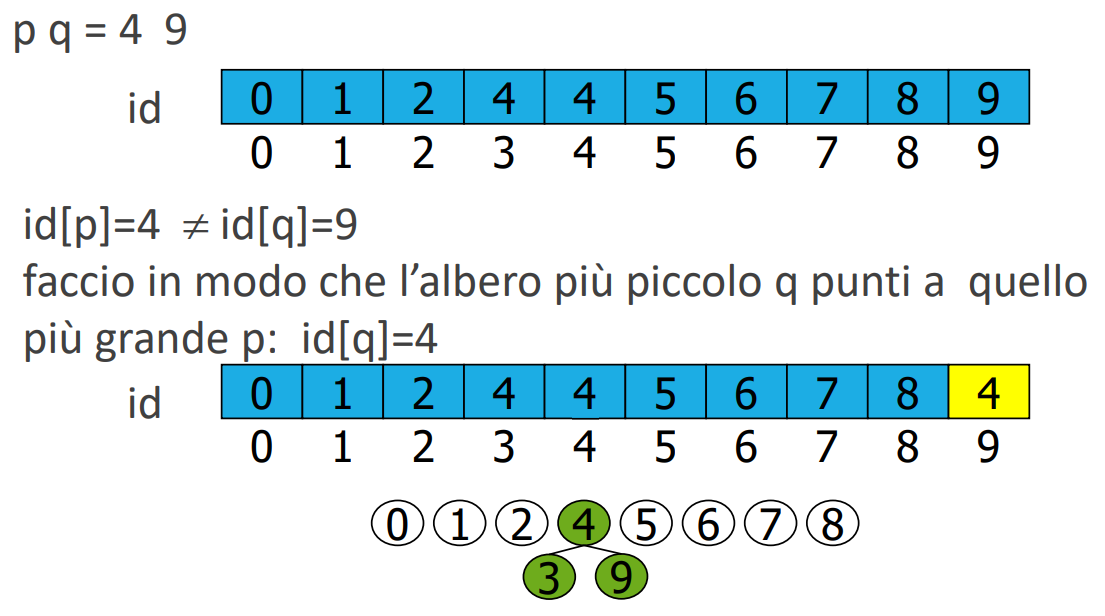 p q = 4 9
id 0 1 2 4 4 5 6 7 8 9
0 1 2 3 4 5 6 7 8 9
id[p]=4 ≠ id[q]=9
faccio in modo che l’albero più piccolo q punti a quello
più grande p: id[q]=4
id 0 1 2 4 4 5 6 7 8 4
0 1 2 3 4 5 6 7 8 9
0 1 2 4 5 6 7 8
3 9